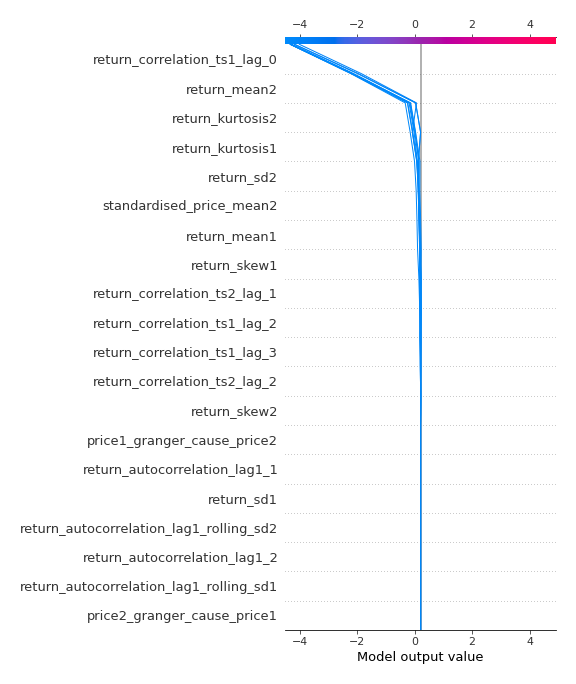 −4 −2 0 2 4
return_correlation_ts1_lag_0
return_mean2
return_kurtosis2
return_kurtosis1
return_sd2
standardised_price_mean2
return_mean1
return_skew1
return_correlation_ts2_lag_1
return_correlation_ts1_lag_2
return_correlation_ts1_lag_3
return_correlation_ts2_lag_2
return_skew2
price1_granger_cause_price2
return_autocorrelation_lag1_1
return_sd1
return_autocorrelation_lag1_rolling_sd2
return_autocorrelation_lag1_2
return_autocorrelation_lag1_rolling_sd1
price2_granger_cause_price1
−4 −2 0 2 4
Model output value